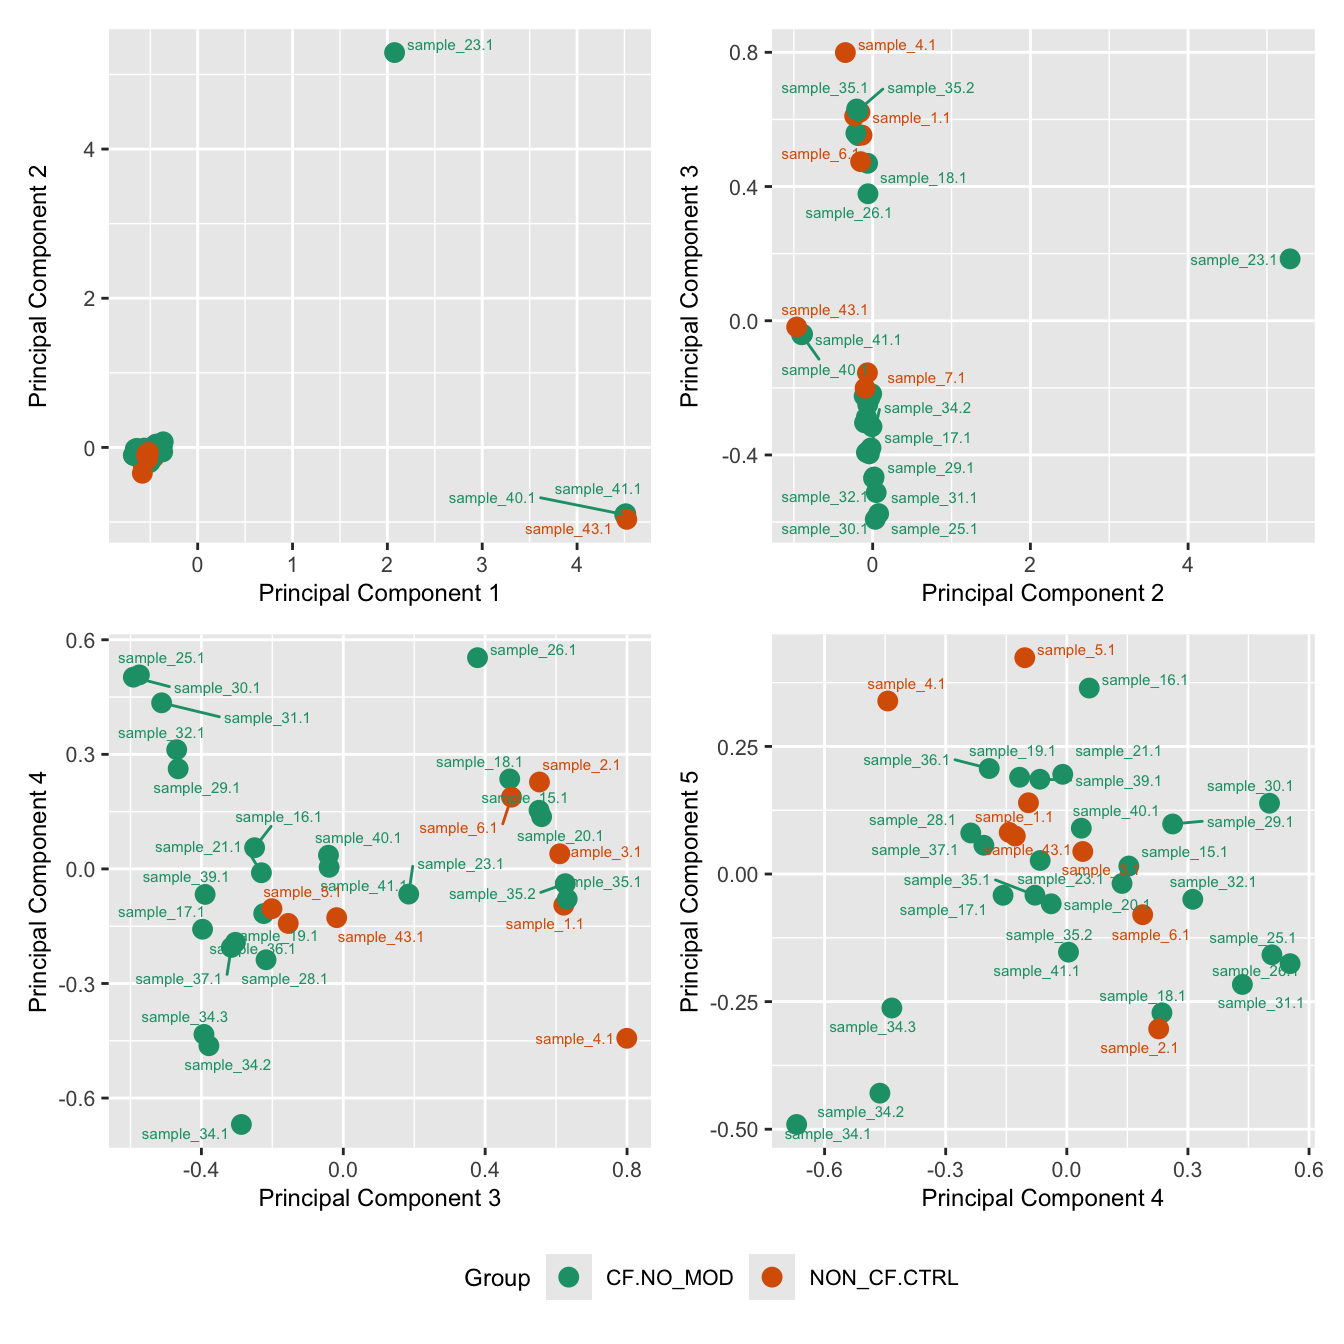 sample_23.1
sample_40.1
sample_41.1
sample_43.1
4
2
0
0
1
2
3
4
Principal Component 1
Principal Component 2
sample_4.1
sample_35.1
sample_35.2
sample_1.1
sample_6.1
sample_18.1
sample_26.1
sample_23.1
sample_43.1
sample_41.1
sample_40
sample_7.1
sample_34.2
sample_17.1
sample_29.1
sample_32.1
sample_31.1
sample_30.1
sample_25.1
0.8
0.4
0.0
-0.4
0
2
4
Principal Component 2
Principal Component 3
sample_25.1
sample_30.1
sample_31.1
sample_32.1
sample_29.1
sample_26.1
sample_18.1
sample_2.1
sample_15.1
sample_6.1
sample_20.1
sample_16.1
sample_21.1
sample_40.1
sample_3.1
sample_23.1
sample_39.1
sample_5.1
sample_41.1
sample_35.2
sample_35.1
sample_17.1
sample_1.1
sample_19.1
sample_43.1
sample_36.1
sample_37.1
sample_28.1
sample_34.3
sample_34.2
sample_4.1
sample_34.1
0.6
0.3
0.0
-0.3
-0.6
-0.4
0.0
0.4
0.8
Principal Component 3
Principal Component 4
sample_5.1
sample_4.1
sample_16.1
sample_36.1
sample_19.1
sample_21.1
sample_39.1
sample_30.1
sample_1.1
sample_40.1
sample_28.1
sample_29.1
sample_37.1
sample_43.1
sample_15.1
sample_35.1
sample_23.1
sample_32.1
sample_17.1
sample_20.1
sample_35.2
sample_6.1
sample_25.1
sample_41.1
sample_26.1
sample_18.1
sample_31.1
sample_34.3
sample_2.1
sample_34.2
sample_34.1
0.25
0.00
-0.25
-0.50
-0.6
-0.3
0.0
0.3
0.6
Principal Component 4
Principal Component 5
Group
CF.NO_MOD
NON_CF.CTRL